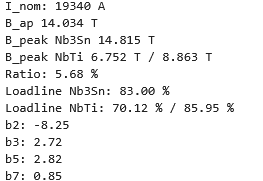 I_nom: 19340 A
B_ap 14.034 T
B_peak Nb3Sn 14.815 T
B_peak NbTi 6.752 T / 8.863 T
Ratio: 5.68 %
Loadline Nb3Sn: 83.00 %
Loadline NbTi: 70.12 % / 85.95 %
b2: -8.25
b3: 2.72
b5: 2.82
b7: 0.85